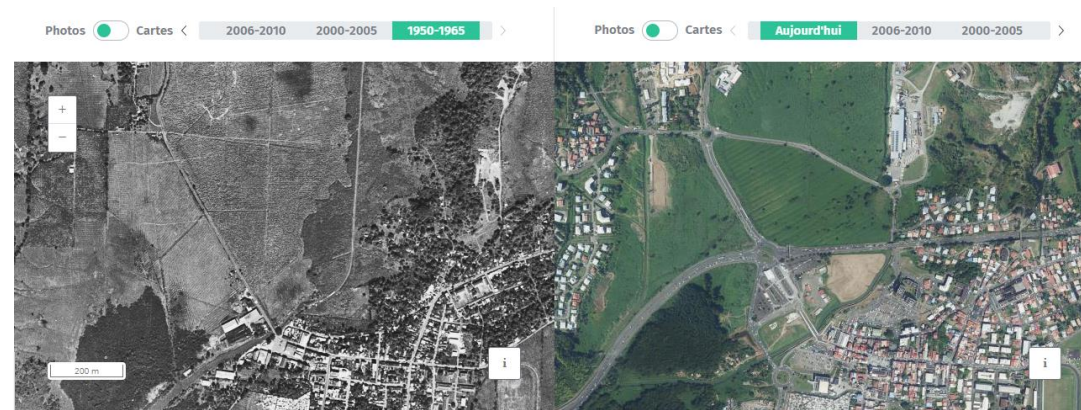 Photos Cartes < 2006-2010 2000-2005 1950-1965 >
Photos Cartes < Aujourd'hui 2006-2010 2000-2005 >
+
−
200 m
i
i